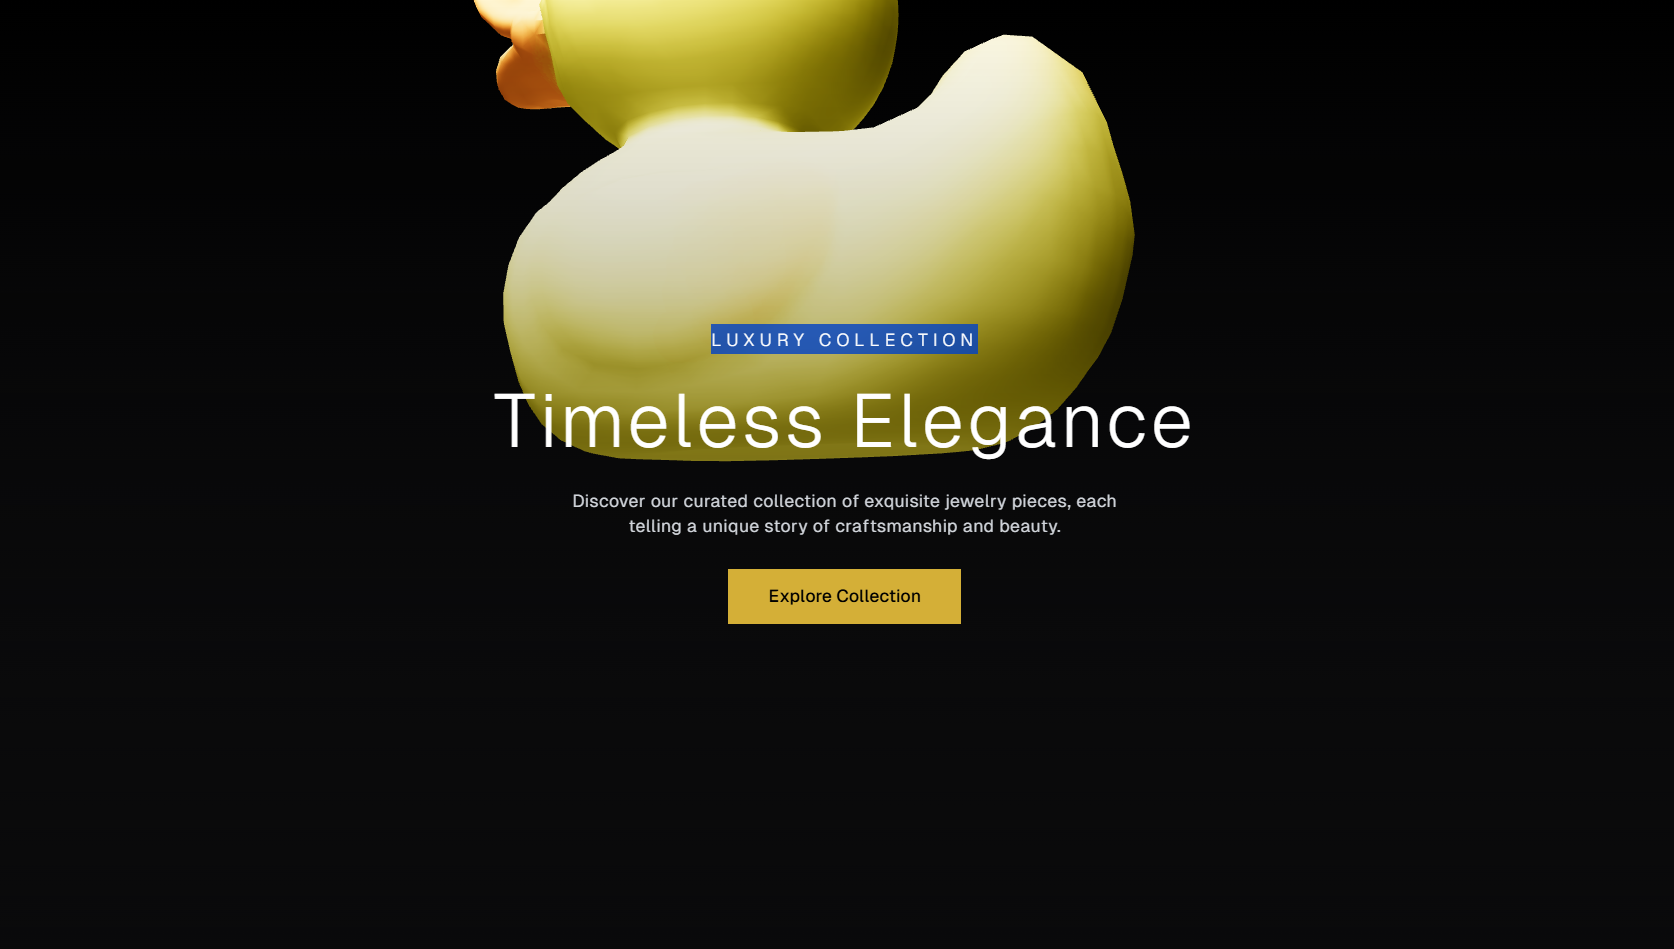 LUXURY COLLECTION
Timeless Elegance
Discover our curated collection of exquisite jewelry pieces, each
telling a unique story of craftsmanship and beauty.
Explore Collection